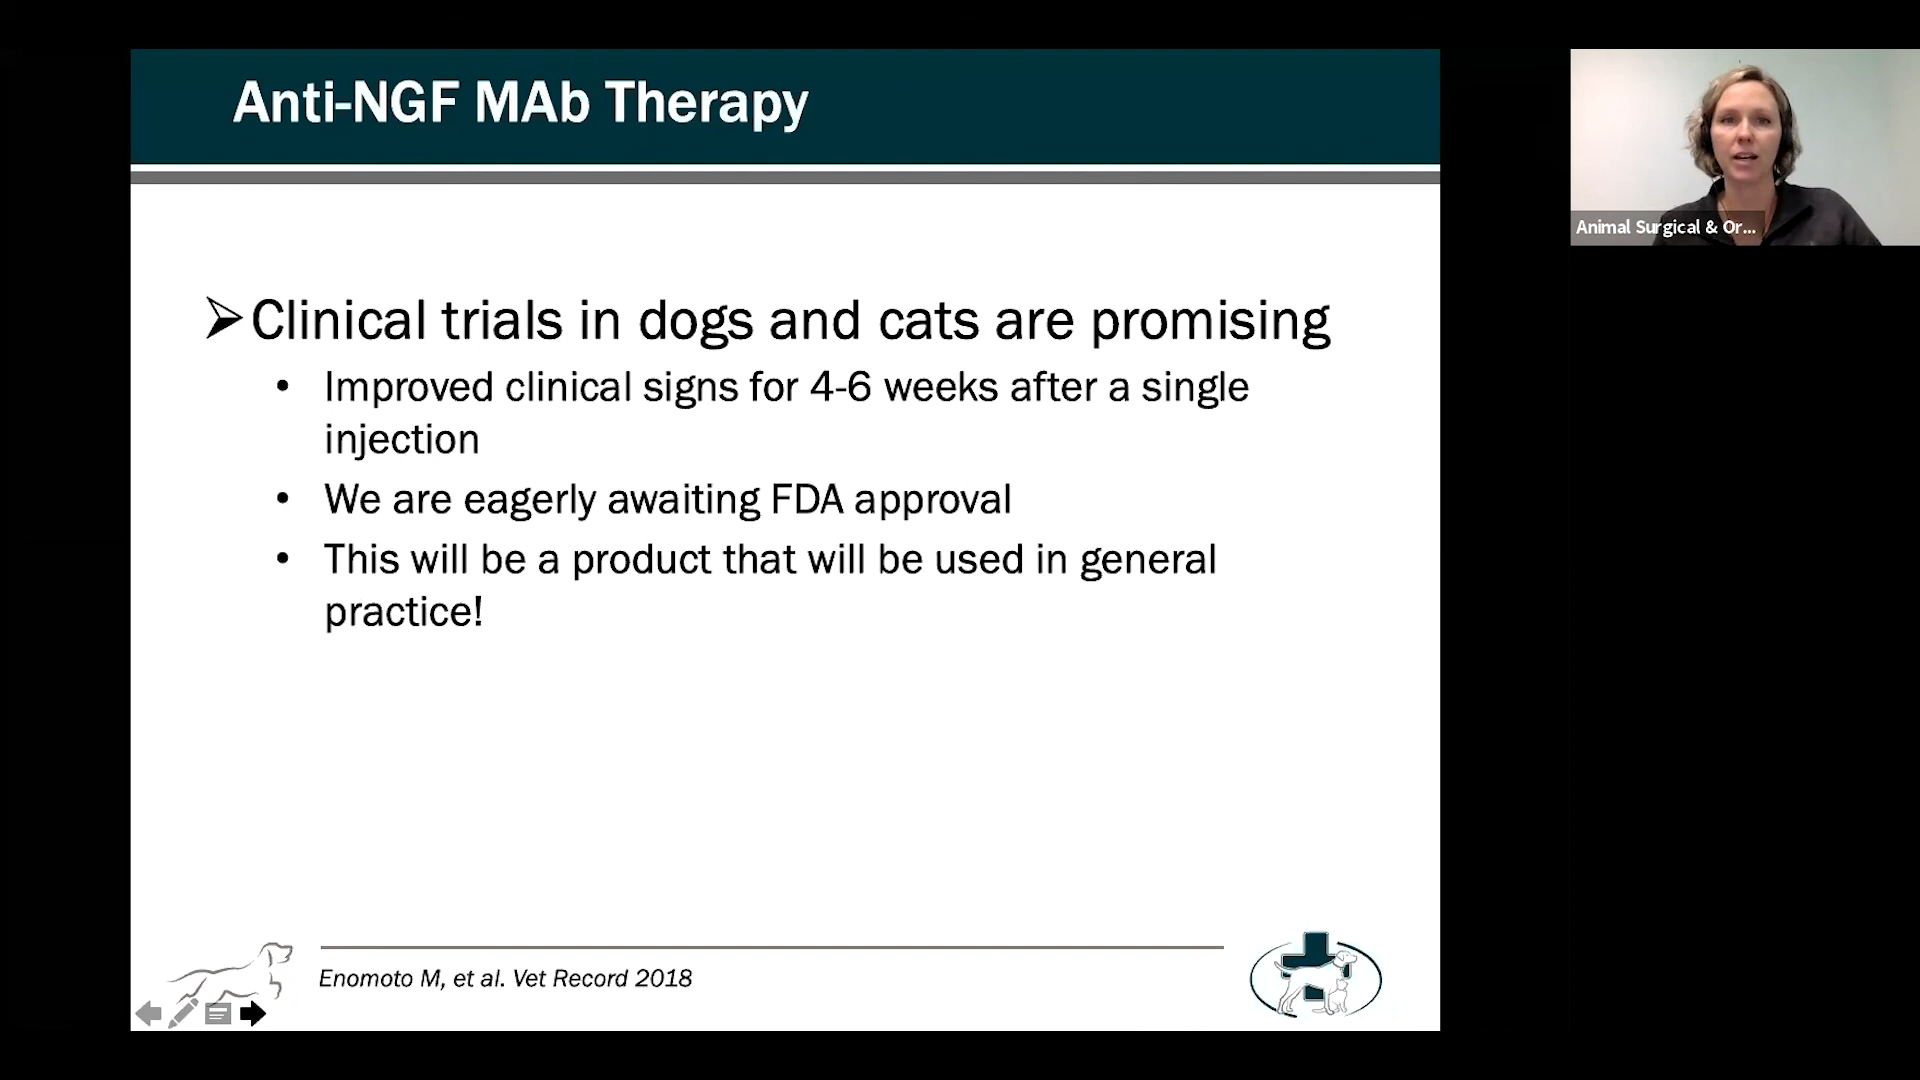 Anti-NGF MAb Therapy
Animal Surgical & Or...
➢Clinical trials in dogs and cats are promising
• Improved clinical signs for 4-6 weeks after a single
injection
• We are eagerly awaiting FDA approval
• This will be a product that will be used in general
practice!
Enomoto M, et al. Vet Record 2018